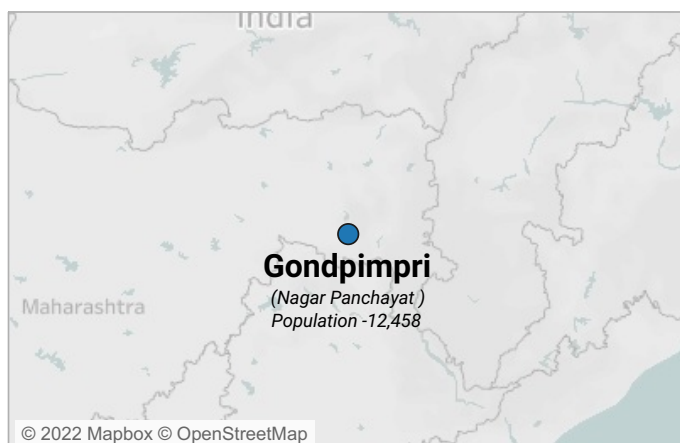 India
Gondpimpri
(Nagar Panchayat )
Population -12,458
Maharashtra
© 2022 Mapbox © OpenStreetMap